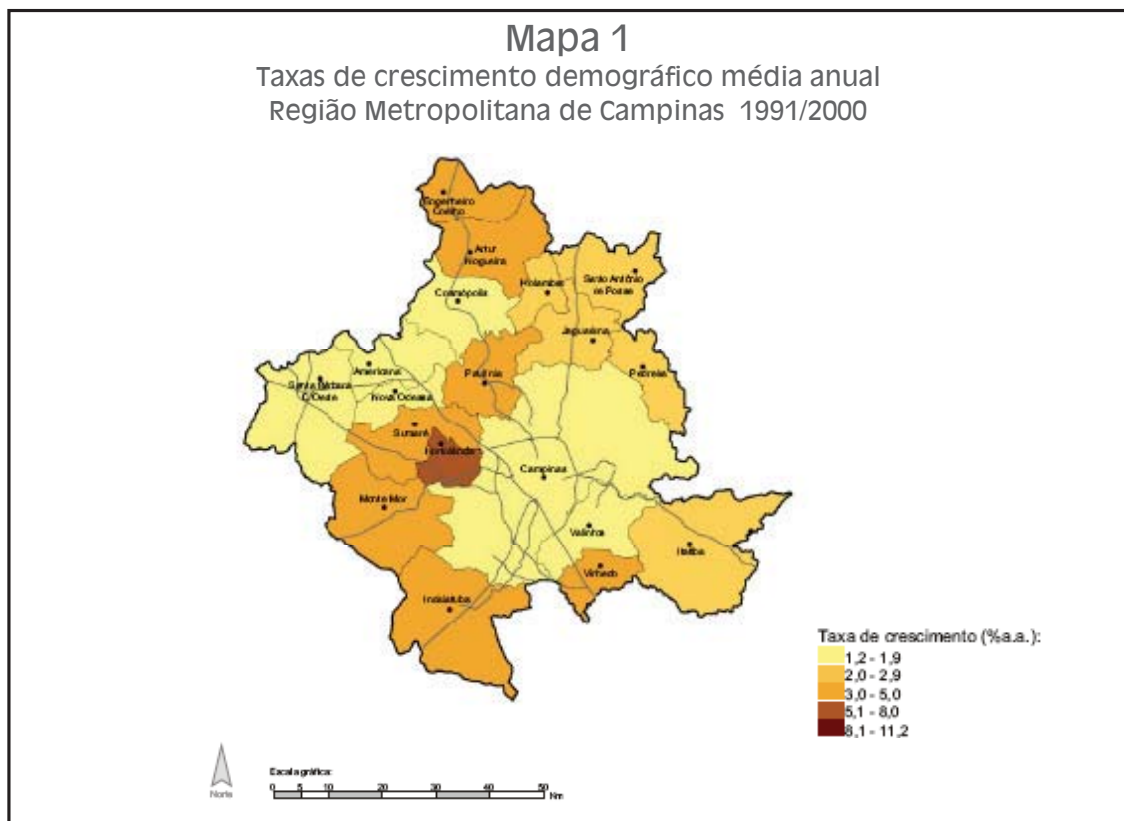 Mapa 1
Taxas de crescimento demográfico média anual
Região Metropolitana de Campinas 1991/2000
Engenheiro
Coelho
Artur
Nogueira
Holambra
Santo Antônio
de Posse
Cosmópolis
Jaguariúna
Americana
Paulínia
Pedreira
Santa Bárbara
D'Oeste
Nova Odessa
Sumaré
Hortolândia
Campinas
Monte Mor
Valinhos
Itatiba
Vinhedo
Indaiatuba
Taxa de crescimento (%a.a.):
1,2 - 1,9
2,0 - 2,9
3,0 - 5,0
5,1 - 8,0
8,1 - 11,2
Norte
Escala gráfica:
0 5 10 20 30 40 50